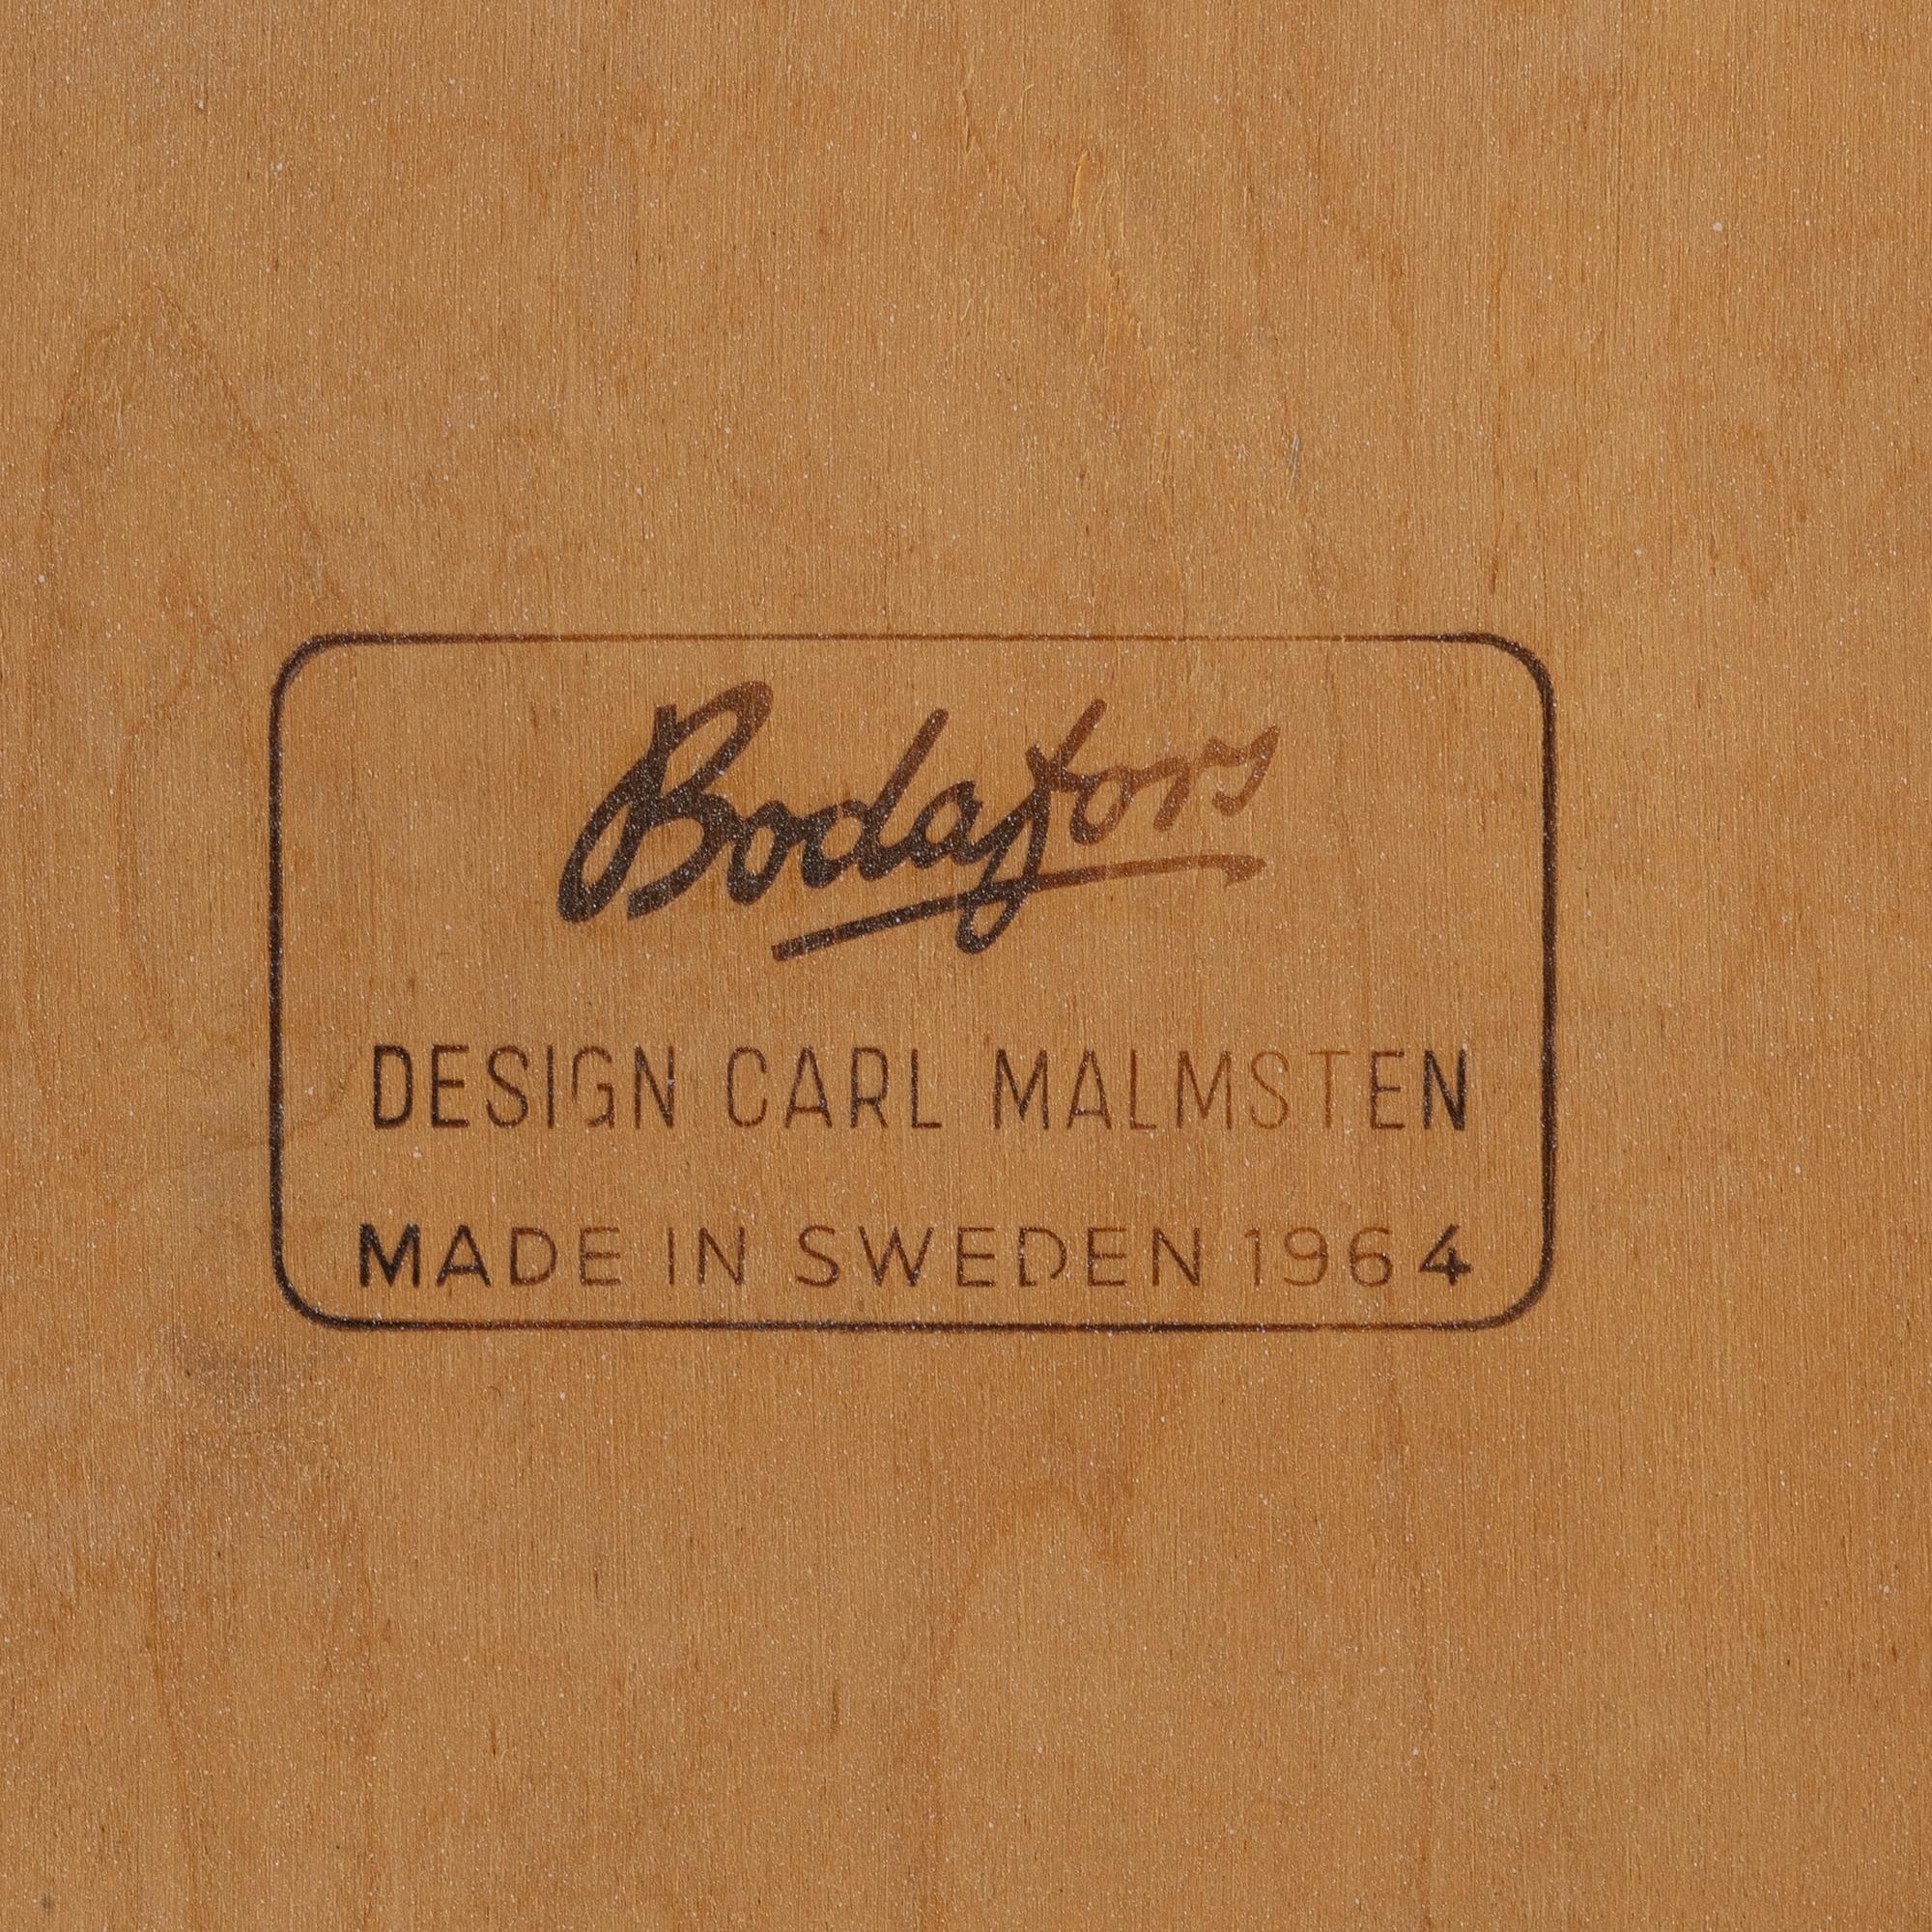 Bodafors
DESIGN CARL MALMSTEN
MADE IN SWEDEN 1964